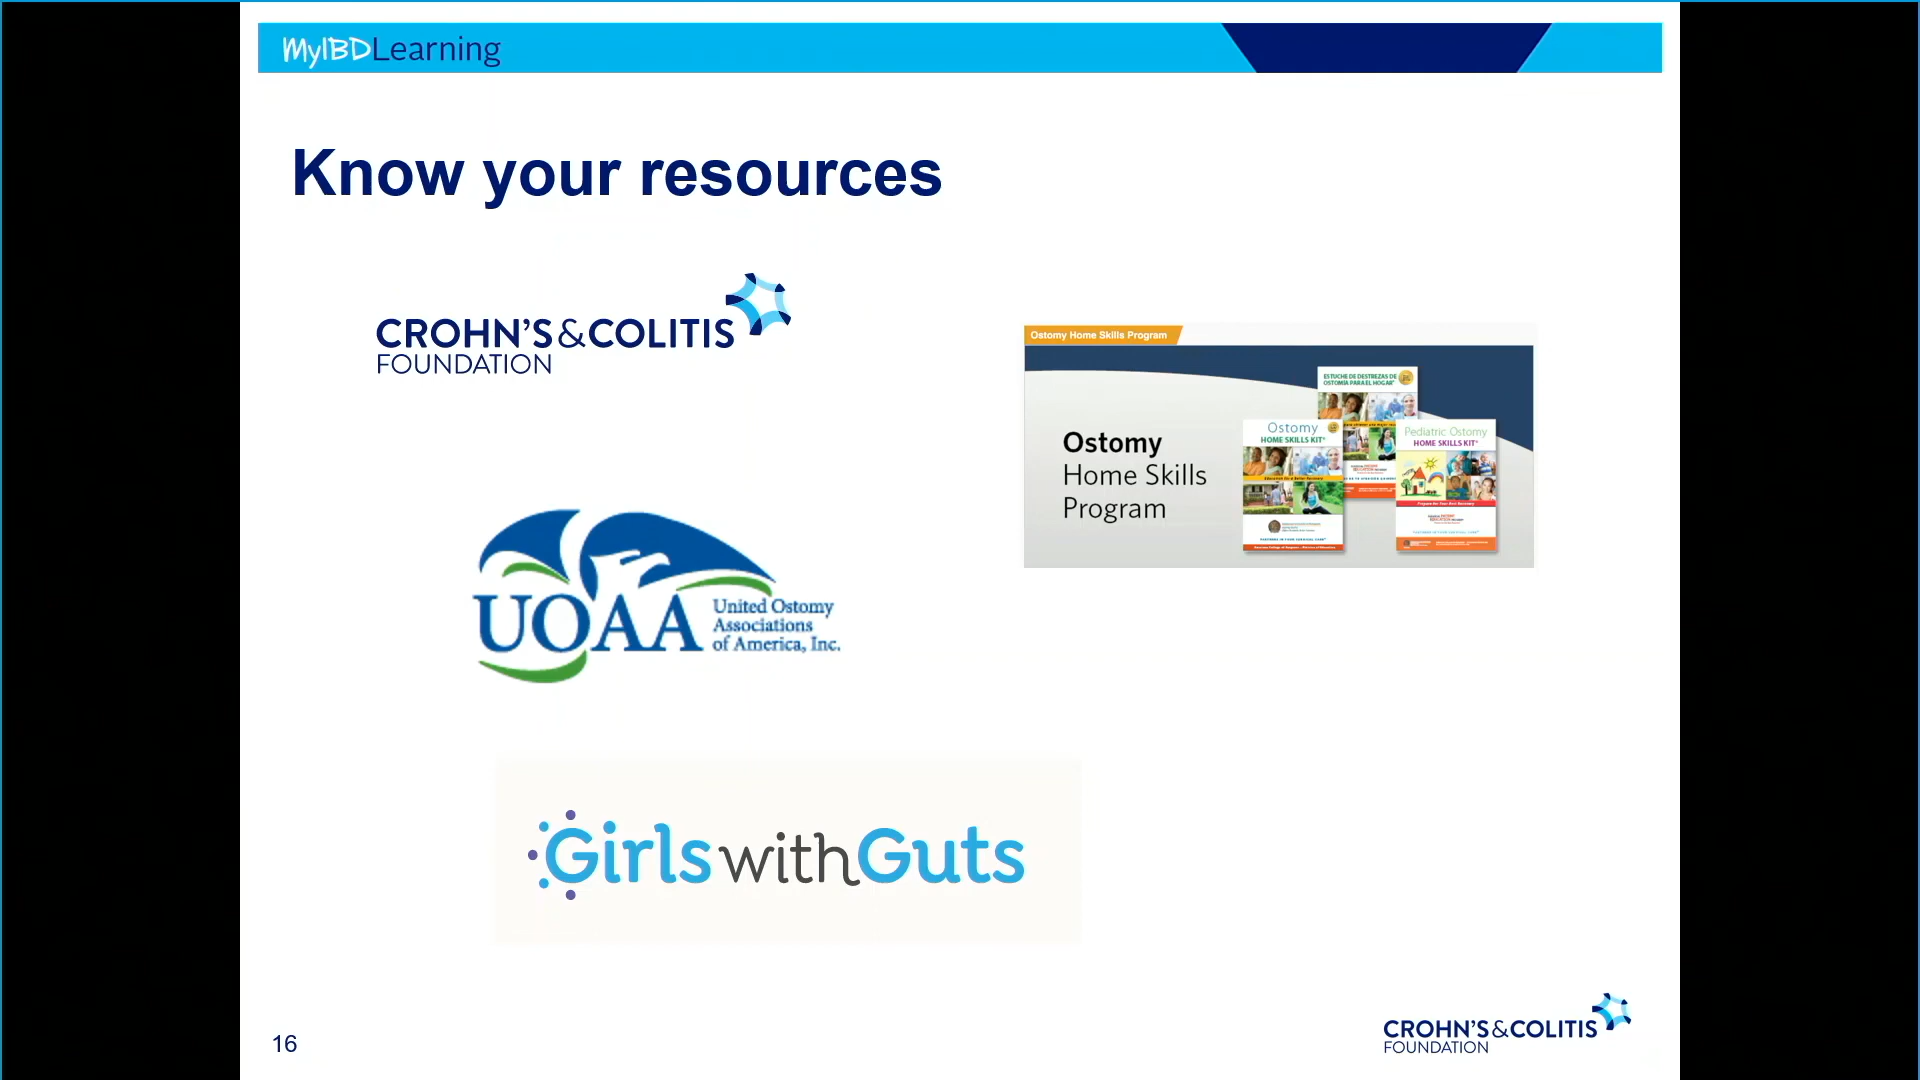 MyIBDLearning
Know your resources
CROHN'S&COLITIS
FOUNDATION
Ostomy Home Skills Program
Ostomy
Home Skills
Program
ESTUCHE DE DESTREZAS DE
OSTOMÍA PARA EL HOGAR®
Ostomy
HOME SKILLS KIT®
Pediatric Ostomy
HOME SKILLS KIT®
UOAA
United Ostomy
Associations
of America, Inc.
Girls with Guts
16
CROHN'S&COLITIS
FOUNDATION